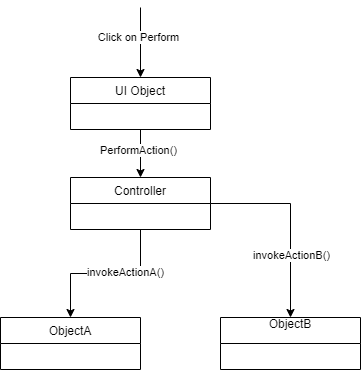 Click on Perform
UI Object
PerformAction()
Controller
invokeActionB()
invokeActionA()
ObjectA
ObjectB